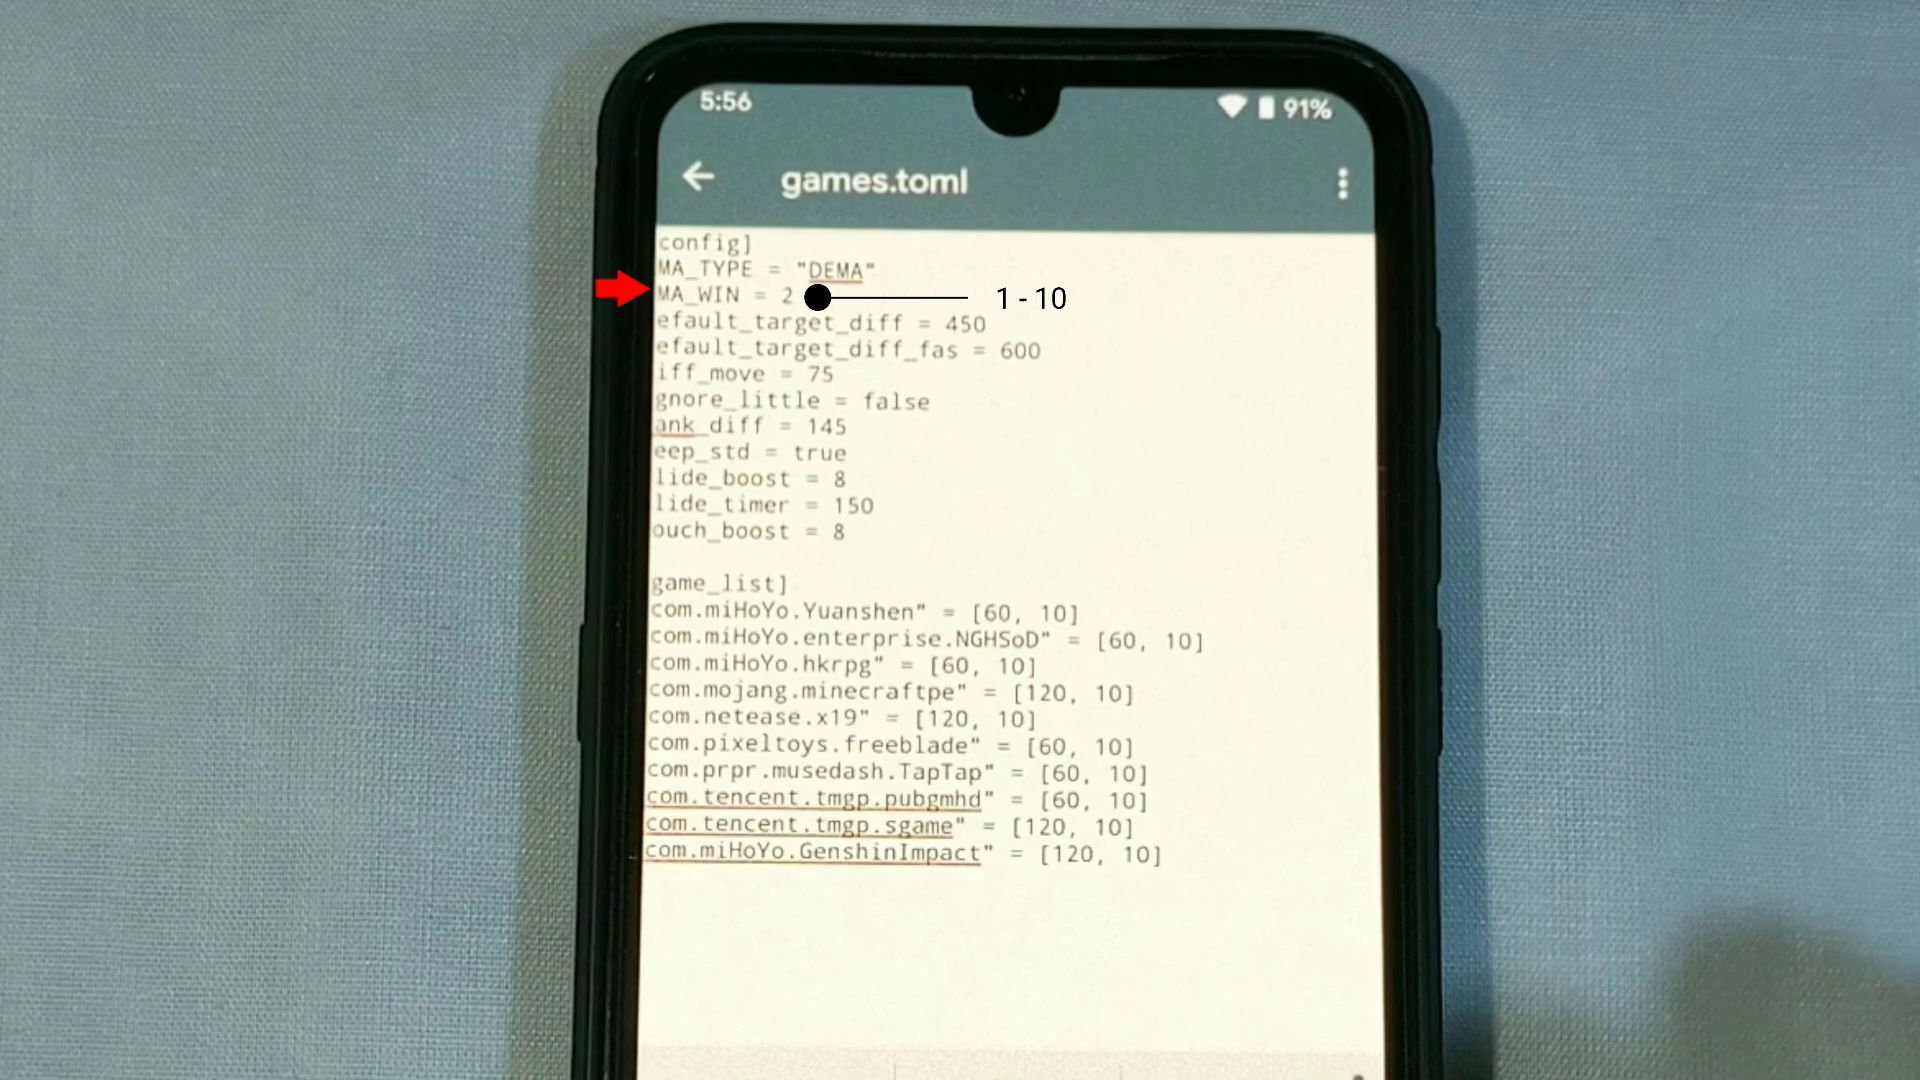 5:56
91%
games.toml
config]
MA_TYPE = "DEMA"
MA_WIN = 2
1 - 10
efault_target_diff = 450
efault_target_diff_fas = 600
iff_move = 75
gnore_little = false
ank_diff = 145
eep_std = true
lide_boost = 8
lide_timer = 150
ouch_boost = 8
game_list]
com.miHoYo.Yuanshen" = [60, 10]
com.miHoYo.enterprise.NGHSoD" = [60, 10]
com.miHoYo.hkrpg" = [60, 10]
com.mojang.minecraftpe" = [120, 10]
com.netease.x19" = [120, 10]
com.pixeltoys.freeblade" = [60, 10]
com.prpr.musedash.TapTap" = [60, 10]
com.tencent.tmgp.pubgmhd" = [60, 10]
com.tencent.tmgp.sgame" = [120, 10]
com.miHoYo.GenshinImpact" = [120, 10]